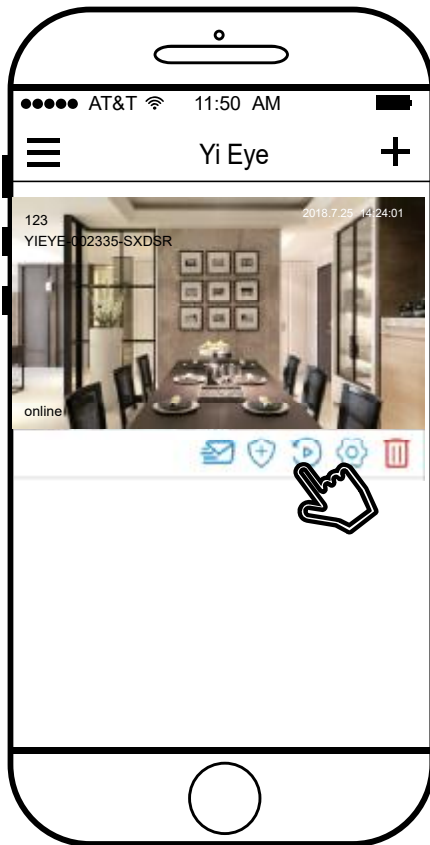 AT&T 11:50 AM
Yi Eye
2018.7.25 14:24:01
123
YIEYE-002335-SXDSR
online